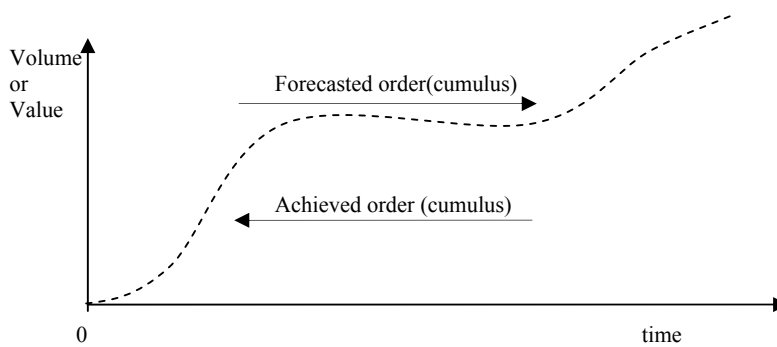 Volume
or
Value
Forecasted order(cumulus)
Achieved order (cumulus)
0
time